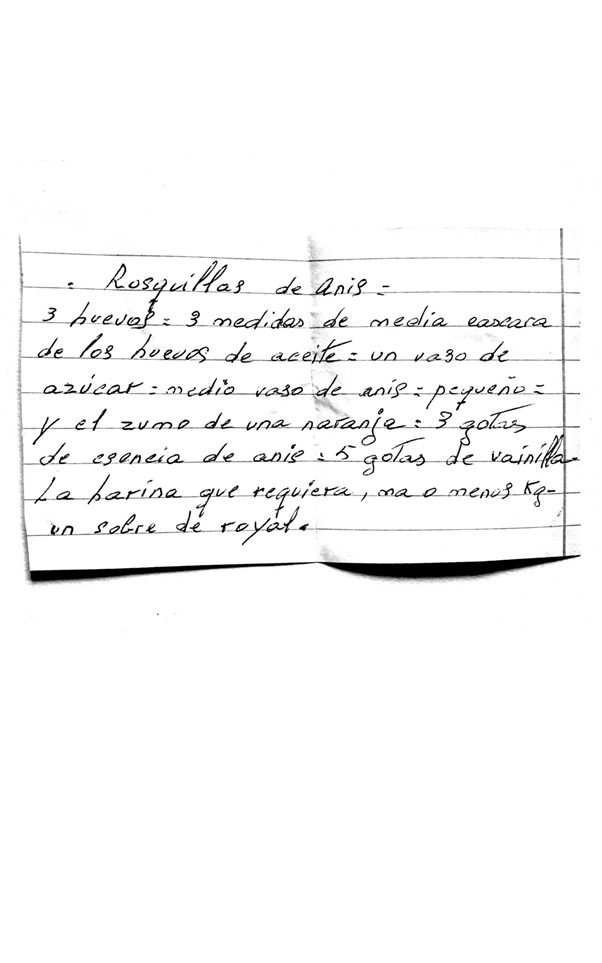 . Rosquillas de anis =
3 huevos = 3 medidas de media cascara
de los huevos de aceite = un vaso de
azúcar = medio vaso de anis = pequeño =
y el zumo de una naranja = 3 gotas
de esencia de anis = 5 gotas de vainilla
La harina que requiera, ma o menos Kg -
un sobre de royal.